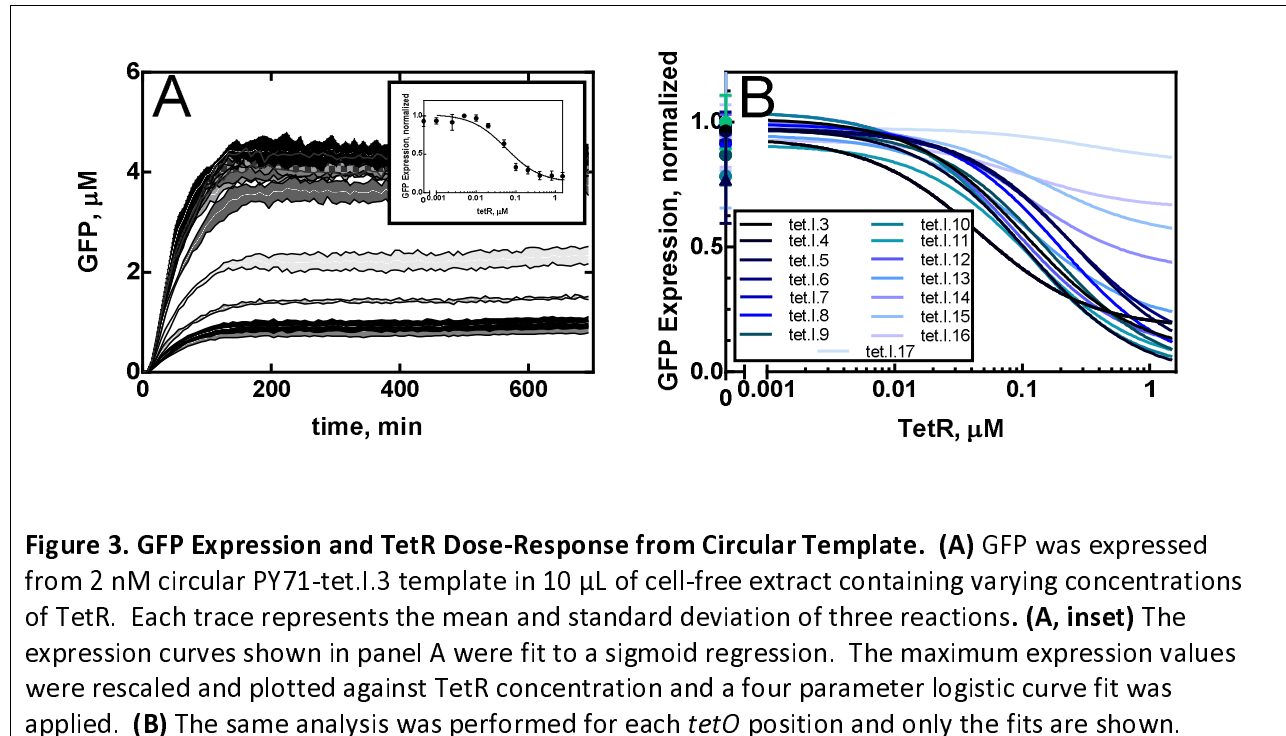 A
6
4
2
0
GFP, µM
0
200
400
600
time, min
GFP Expression, normalized
1.0
0.5
0.0
0
0.001
0.01
0.10
1
tetR, µM
B
GFP Expression, normalized
1.0
0.5
0.0
tet.I.3
tet.I.4
tet.I.5
tet.I.6
tet.I.7
tet.I.8
tet.I.9
tet.I.10
tet.I.11
tet.I.12
tet.I.13
tet.I.14
tet.I.15
tet.I.16
tet.I.17
0
0.001
0.01
0.1
1
TetR, µM
Figure 3. GFP Expression and TetR Dose-Response from Circular Template. (A) GFP was expressed
from 2 nM circular PY71-tet.I.3 template in 10 µL of cell-free extract containing varying concentrations
of TetR. Each trace represents the mean and standard deviation of three reactions. (A, inset) The
expression curves shown in panel A were fit to a sigmoid regression. The maximum expression values
were rescaled and plotted against TetR concentration and a four parameter logistic curve fit was
applied. (B) The same analysis was performed for each tetO position and only the fits are shown.